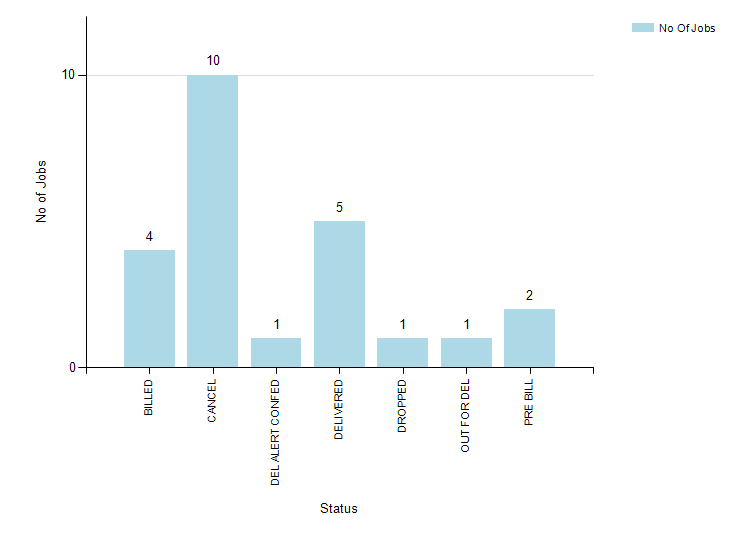 No Of Jobs
10
0
No of Jobs
4
10
1
5
1
1
2
BILLED
CANCEL
DEL ALERT CONFED
DELIVERED
DROPPED
OUT FOR DEL
PRE BILL
Status